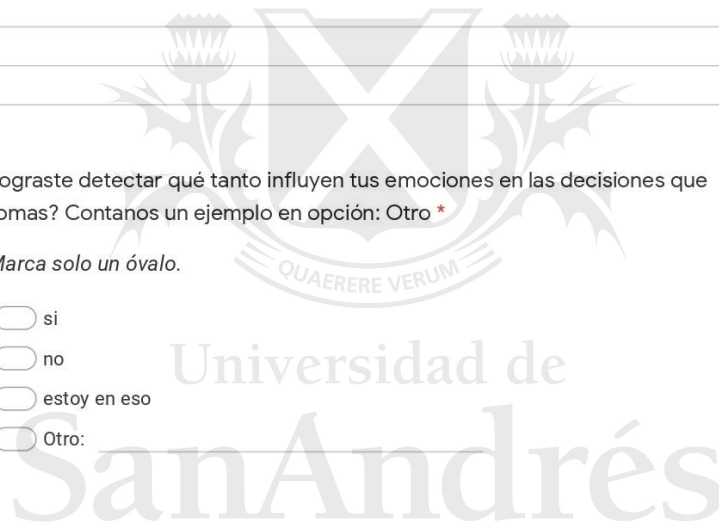 ograste detectar qué tanto influyen tus emociones en las decisiones que
omas? Contanos un ejemplo en opción: Otro *
Marca solo un óvalo.
QUAERERE VERUM
si
no
Universidad de
estoy en eso
Otro:
SanAndrés